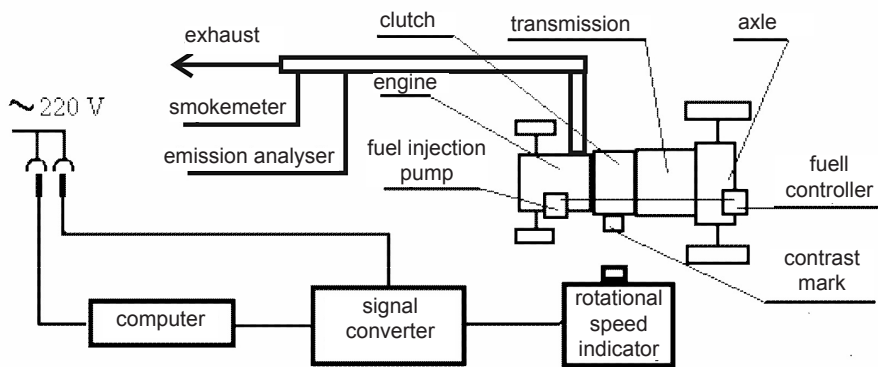 clutch
transmission
axle
exhaust
engine
smokemeter
~ 220 V
emission analyser
fuel injection
pump
fuell
controller
contrast
mark
computer
signal
converter
rotational
speed
indicator